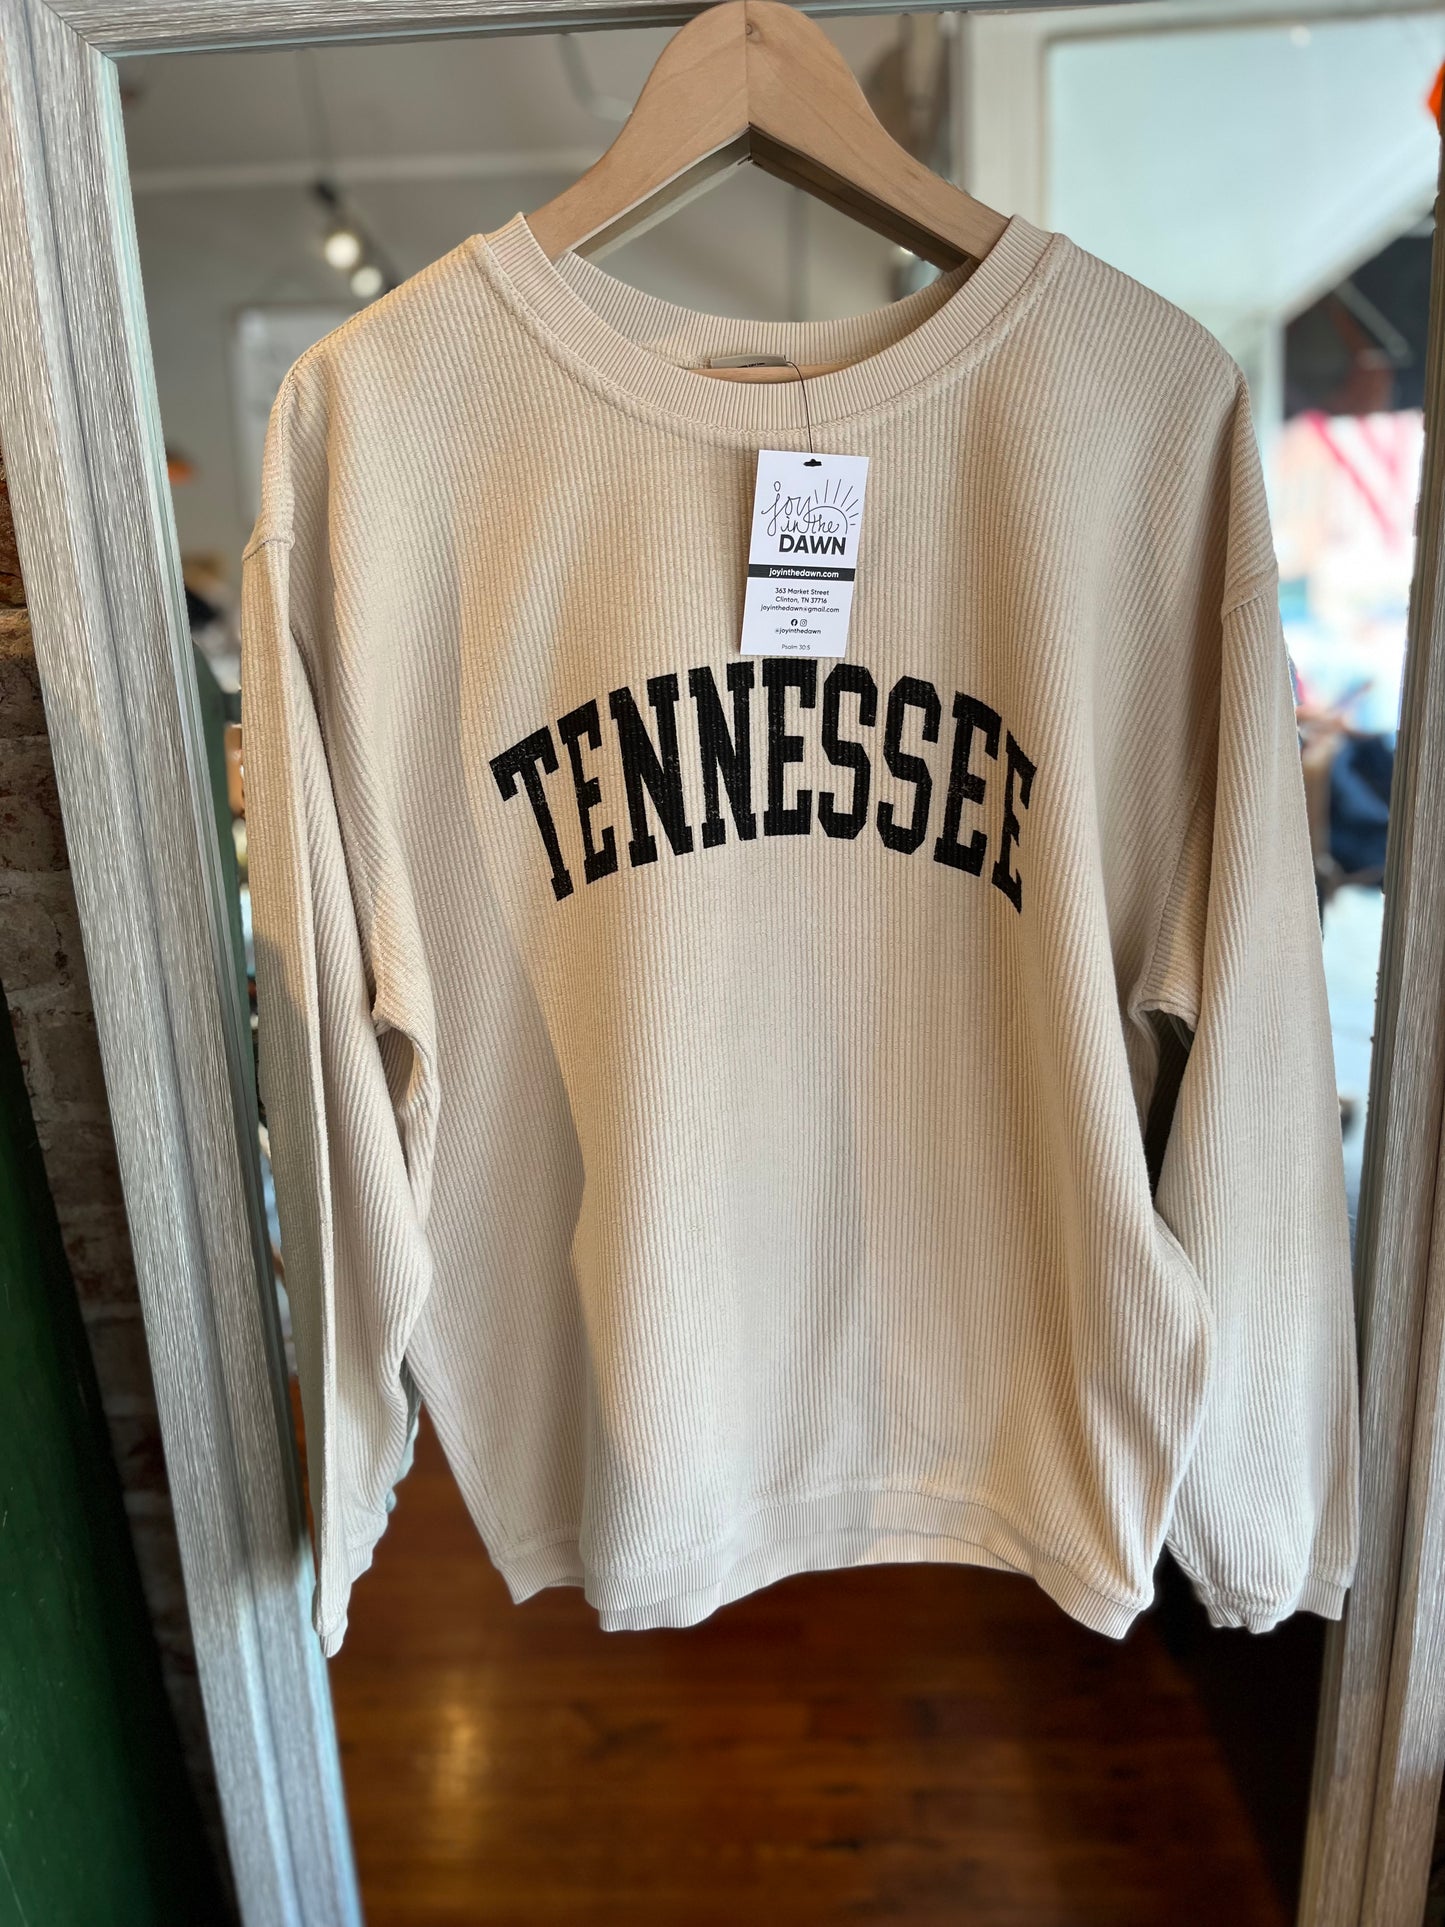 joy
in the
DAWN
joyinthedawn.com
363 Market Street
Clinton, TN 37716
joyinthedawn@gmail.com
@joyinthedawn
Psalm 30:5
TENNESSEE